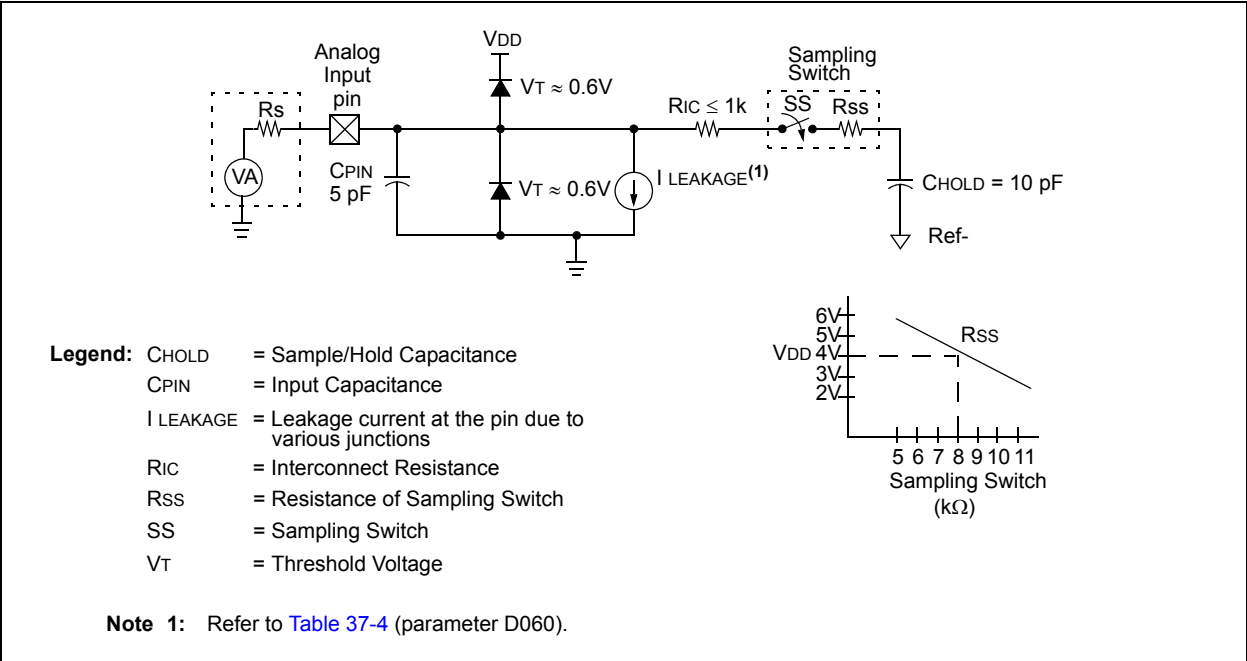 VDD
Analog
Input
pin
Sampling
Switch
VT ≈ 0.6V
Rs
RIC ≤ 1k
SS
Rss
VA
CPIN
5 pF
VT ≈ 0.6V
I LEAKAGE(1)
CHOLD = 10 pF
Ref-
6V
5V
VDD 4V
3V
2V
RSS
5 6 7 8 9 10 11
Sampling Switch
(kΩ)
Legend: CHOLD = Sample/Hold Capacitance
CPIN = Input Capacitance
I LEAKAGE = Leakage current at the pin due to
various junctions
RIC = Interconnect Resistance
RSS = Resistance of Sampling Switch
SS = Sampling Switch
VT = Threshold Voltage
Note 1: Refer to Table 37-4 (parameter D060).